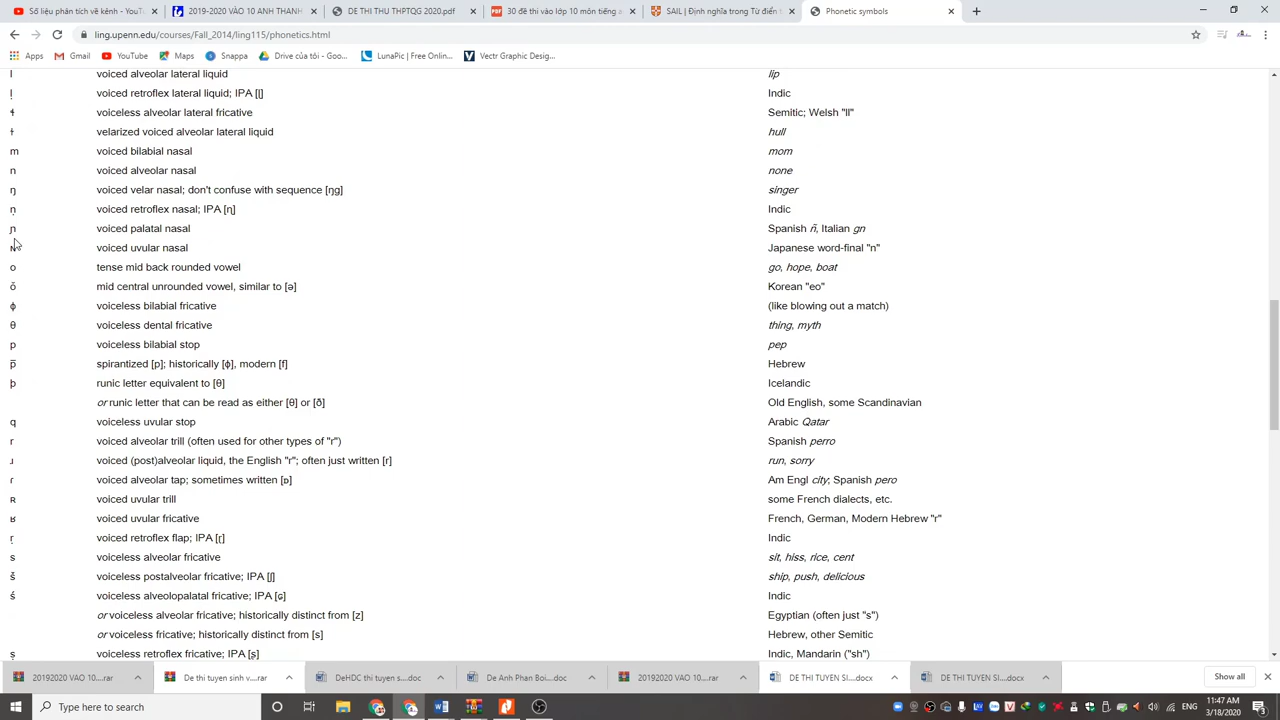 Số liệu phân tích về kênh - YouT
2019-2020 VÀO 10 ANH THANH
DE THI THU THPTQG 2020.pdf
30 đề thi vào lớp 10 môn tiếng a
SAIL | Định nghĩa trong Từ điển t
Phonetic symbols
ling.upenn.edu/courses/Fall_2014/ling115/phonetics.html
Apps Gmail YouTube Maps Snappa Drive của tôi - Goo... LunaPic | Free Onlin... Vectr Graphic Desig...
l voiced alveolar lateral liquid lip
ḷ voiced retroflex lateral liquid; IPA [ɭ] Indic
ɬ voiceless alveolar lateral fricative Semitic; Welsh "ll"
ɫ velarized voiced alveolar lateral liquid hull
m voiced bilabial nasal mom
n voiced alveolar nasal none
ŋ voiced velar nasal; don't confuse with sequence [ŋg] singer
ṇ voiced retroflex nasal; IPA [ɳ] Indic
ɲ voiced palatal nasal Spanish ñ, Italian gn
ɴ voiced uvular nasal Japanese word-final "n"
o tense mid back rounded vowel go, hope, boat
ŏ mid central unrounded vowel, similar to [ə] Korean "eo"
ɸ voiceless bilabial fricative (like blowing out a match)
θ voiceless dental fricative thing, myth
p voiceless bilabial stop pep
p̅ spirantized [p]; historically [ɸ], modern [f] Hebrew
þ runic letter equivalent to [θ] Icelandic
or runic letter that can be read as either [θ] or [ð] Old English, some Scandinavian
q voiceless uvular stop Arabic Qatar
r voiced alveolar trill (often used for other types of "r") Spanish perro
ɹ voiced (post)alveolar liquid, the English "r"; often just written [r] run, sorry
ɾ voiced alveolar tap; sometimes written [ᴅ] Am Engl city; Spanish pero
ʀ voiced uvular trill some French dialects, etc.
ʁ voiced uvular fricative French, German, Modern Hebrew "r"
ṛ voiced retroflex flap; IPA [ɽ] Indic
s voiceless alveolar fricative sit, hiss, rice, cent
š voiceless postalveolar fricative; IPA [ʃ] ship, push, delicious
ś voiceless alveolopalatal fricative; IPA [ɕ] Indic
or voiceless alveolar fricative; historically distinct from [z] Egyptian (often just "s")
or voiceless fricative; historically distinct from [s] Hebrew, other Semitic
ṣ voiceless retroflex fricative; IPA [ʂ] Indic, Mandarin ("sh")
20192020 VAO 10....rar De thi tuyen sinh v....rar DeHDC thi tuyen s....doc De Anh Phan Boi....doc 20192020 VAO 10....rar DE THI TUYEN SI....docx DE THI TUYEN SI....docx Show all
Type here to search
ENG
11:47 AM
3/18/2020
3